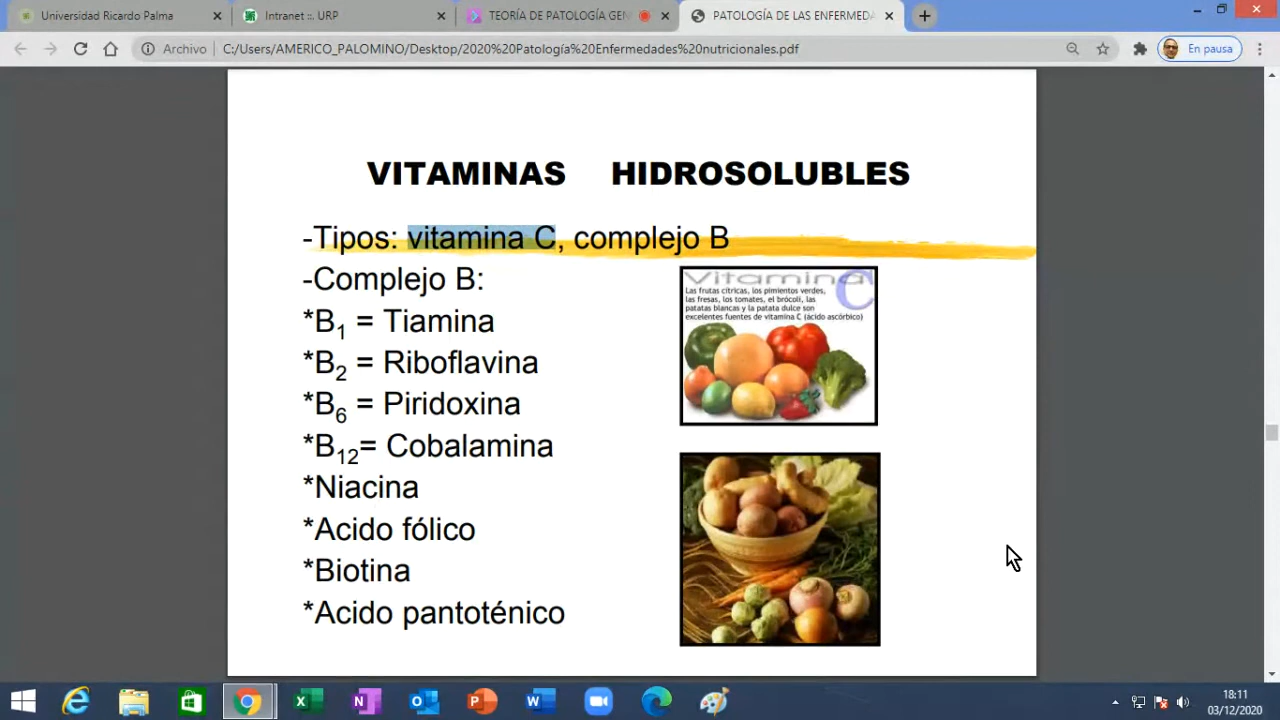 Universidad Ricardo Palma
Intranet ::. URP
TEORÍA DE PATOLOGÍA GEN
PATOLOGÍA DE LAS ENFERMEDA
Archivo
C:/Users/AMERICO_PALOMINO/Desktop/2020%20Patología%20Enfermedades%20nutricionales.pdf
En pausa
VITAMINAS HIDROSOLUBLES
-Tipos: vitamina C, complejo B
-Complejo B:
*B1 = Tiamina
*B2 = Riboflavina
*B6 = Piridoxina
*B12= Cobalamina
*Niacina
*Acido fólico
*Biotina
*Acido pantoténico
Vitamina C
Las frutas cítricas, los pimientos verdes,
las fresas, los tomates, el brócoli, las
patatas blancas y la patata dulce son
excelentes fuentes de vitamina C (ácido ascórbico)
18:11
03/12/2020